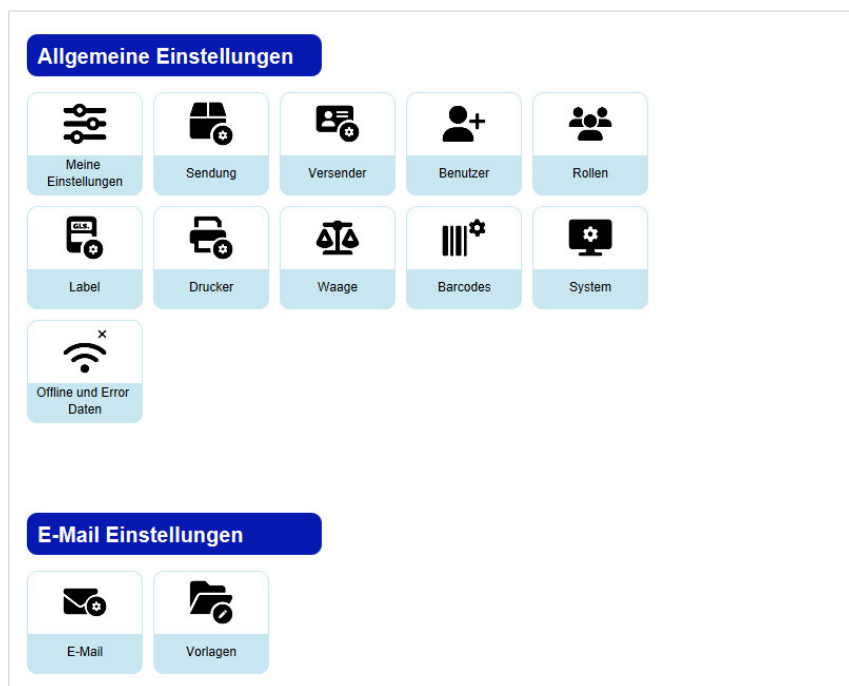 Allgemeine Einstellungen
Meine
Einstellungen
Sendung
Versender
Benutzer
Rollen
GLS.
Label
Drucker
Waage
Barcodes
System
Offline und Error
Daten
E-Mail Einstellungen
E-Mail
Vorlagen